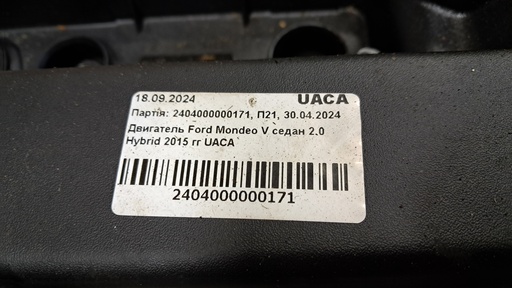 18.09.2024 UACA
Партія: 2404000000171, П21, 30.04.2024
Двигатель Ford Mondeo V седан 2.0
Hybrid 2015 гг UACA
2404000000171